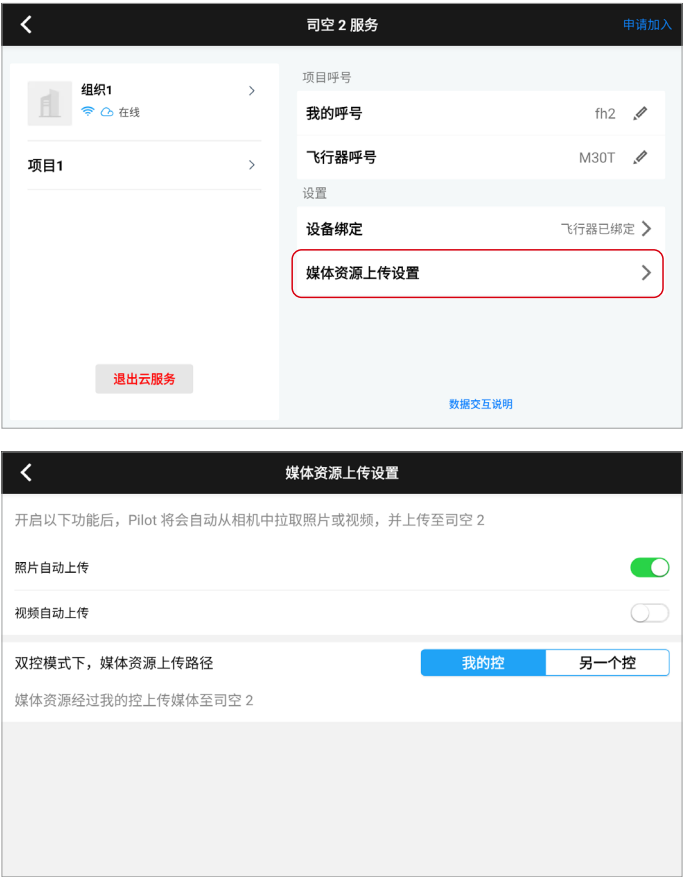 司空 2 服务
申请加入
组织1
在线
项目1
退出云服务
项目呼号
我的呼号 fh2
飞行器呼号 M30T
设置
设备绑定 飞行器已绑定
媒体资源上传设置
数据交互说明
媒体资源上传设置
开启以下功能后，Pilot 将会自动从相机中拉取照片或视频，并上传至司空 2
照片自动上传
视频自动上传
双控模式下，媒体资源上传路径 我的控 另一个控
媒体资源经过我的控上传媒体至司空 2